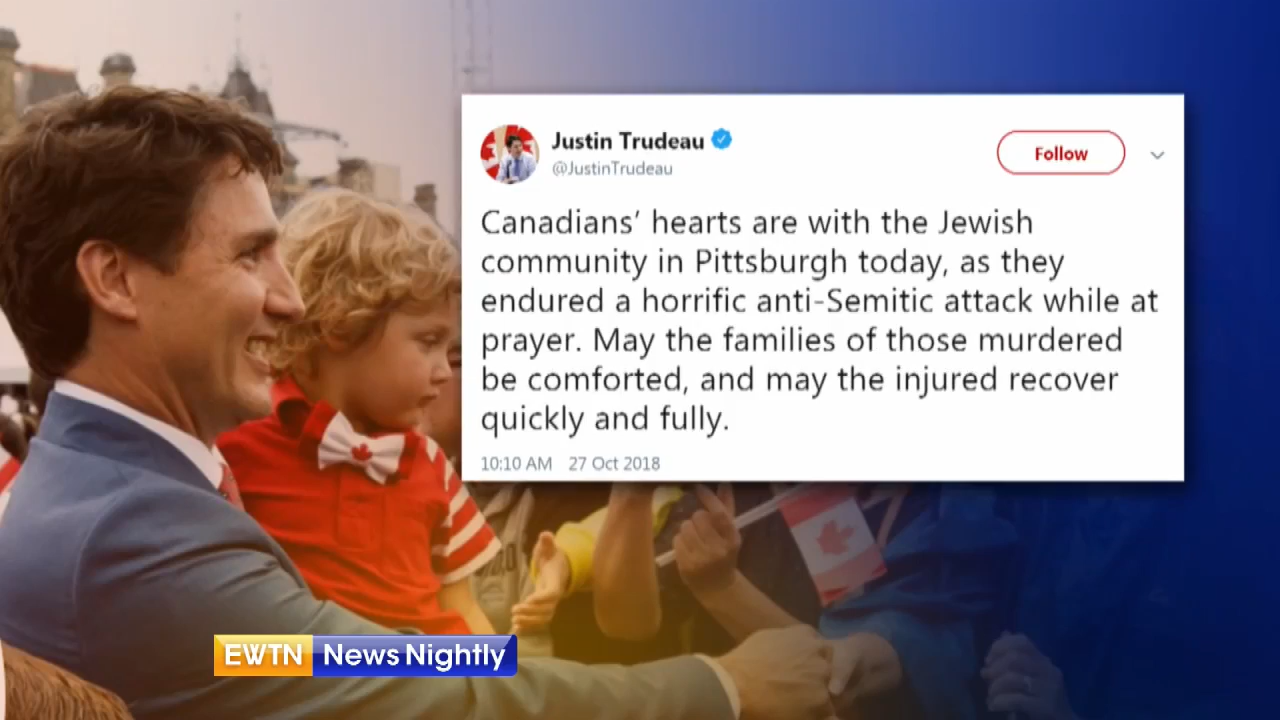 Justin Trudeau
@JustinTrudeau
Follow
Canadians’ hearts are with the Jewish
community in Pittsburgh today, as they
endured a horrific anti-Semitic attack while at
prayer. May the families of those murdered
be comforted, and may the injured recover
quickly and fully.
10:10 AM 27 Oct 2018
EWTN News Nightly